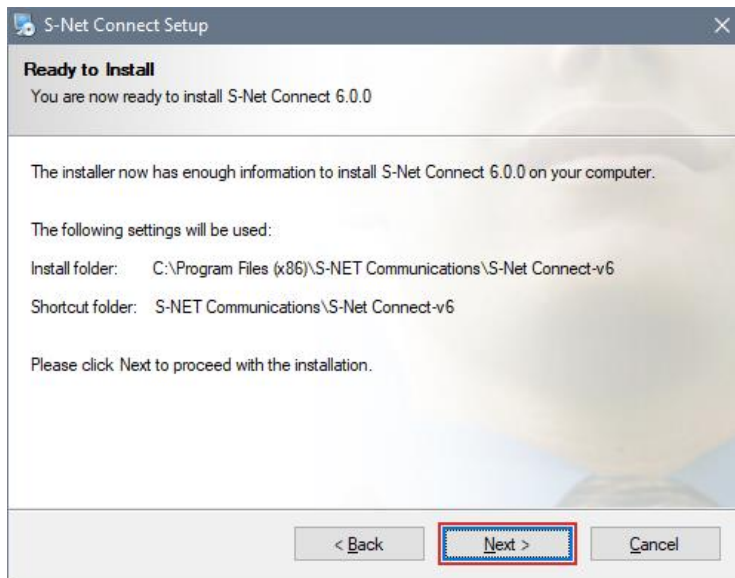 S-Net Connect Setup
Ready to Install
You are now ready to install S-Net Connect 6.0.0
The installer now has enough information to install S-Net Connect 6.0.0 on your computer.
The following settings will be used:
Install folder: C:\Program Files (x86)\S-NET Communications\S-Net Connect-v6
Shortcut folder: S-NET Communications\S-Net Connect-v6
Please click Next to proceed with the installation.
< Back Next > Cancel